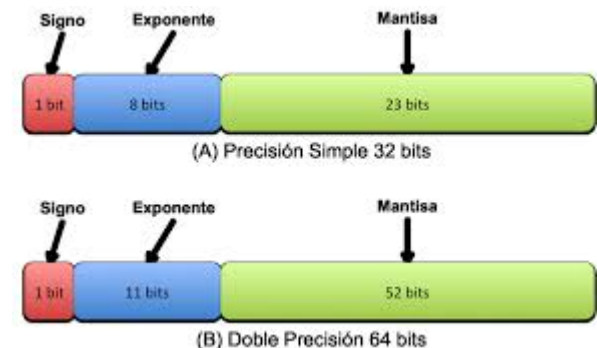 Signo Exponente Mantisa
1 bit 8 bits 23 bits
(A) Precisión Simple 32 bits
Signo Exponente Mantisa
1 bit 11 bits 52 bits
(B) Doble Precisión 64 bits